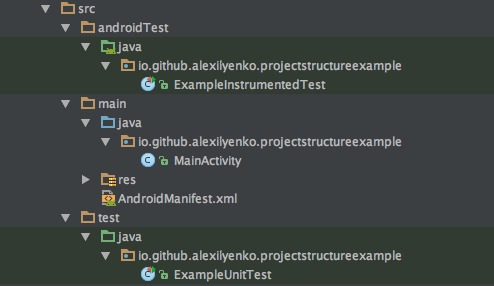 src
androidTest
java
io.github.alexilyenko.projectstructureexample
ExampleInstrumentedTest
main
java
io.github.alexilyenko.projectstructureexample
MainActivity
res
AndroidManifest.xml
test
java
io.github.alexilyenko.projectstructureexample
ExampleUnitTest